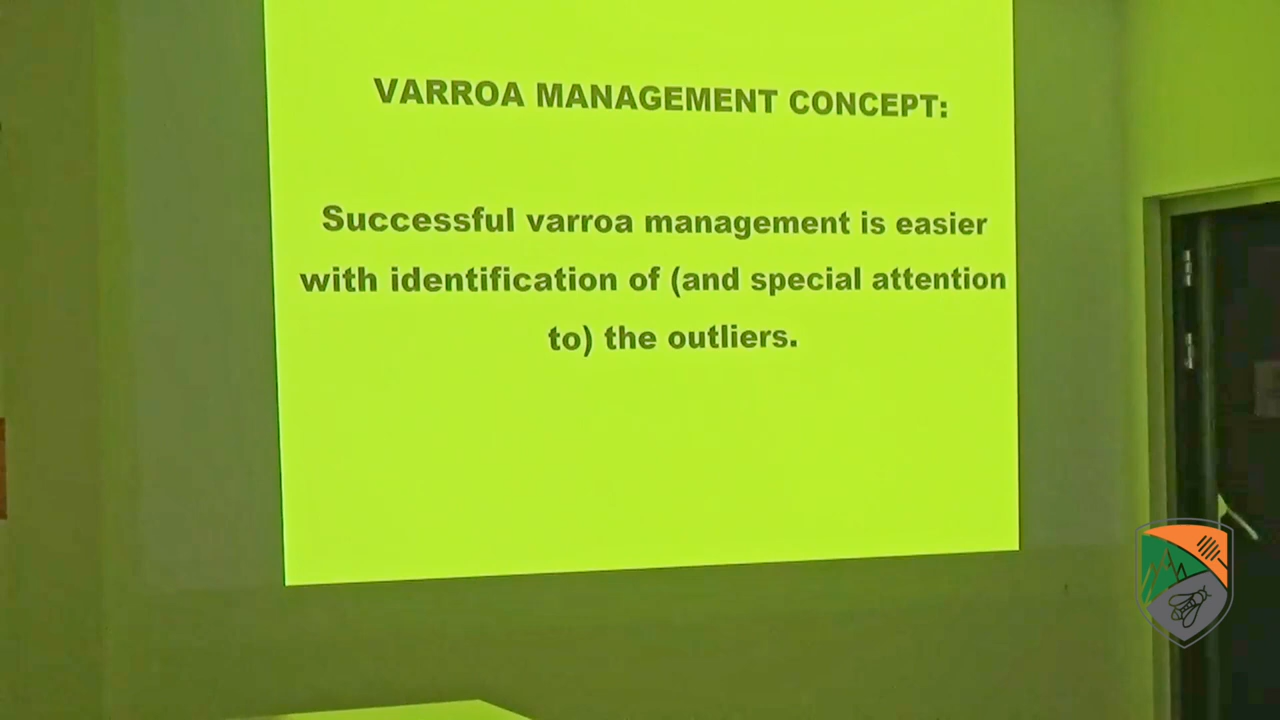 VARROA MANAGEMENT CONCEPT:
Successful varroa management is easier
with identification of (and special attention
to) the outliers.